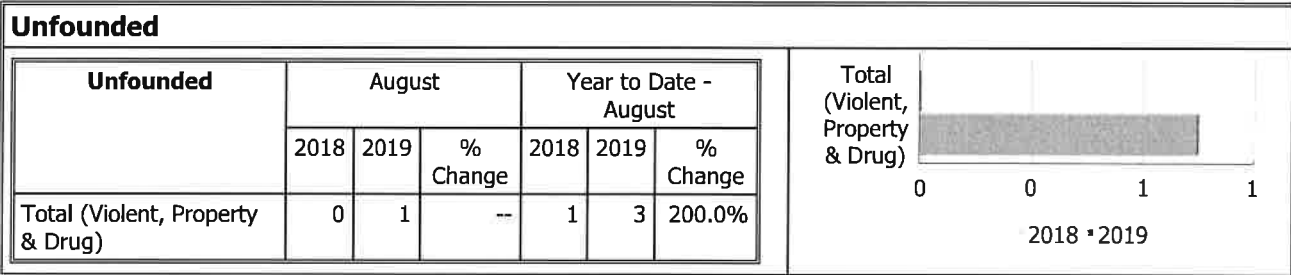 Unfounded
Unfounded August Year to Date -
August
2018 2019 % 2018 2019 %
Change Change
Total (Violent, Property 0 1 -- 1 3 200.0%
& Drug)
Total
(Violent,
Property
& Drug)
0 0 1 1
2018 2019